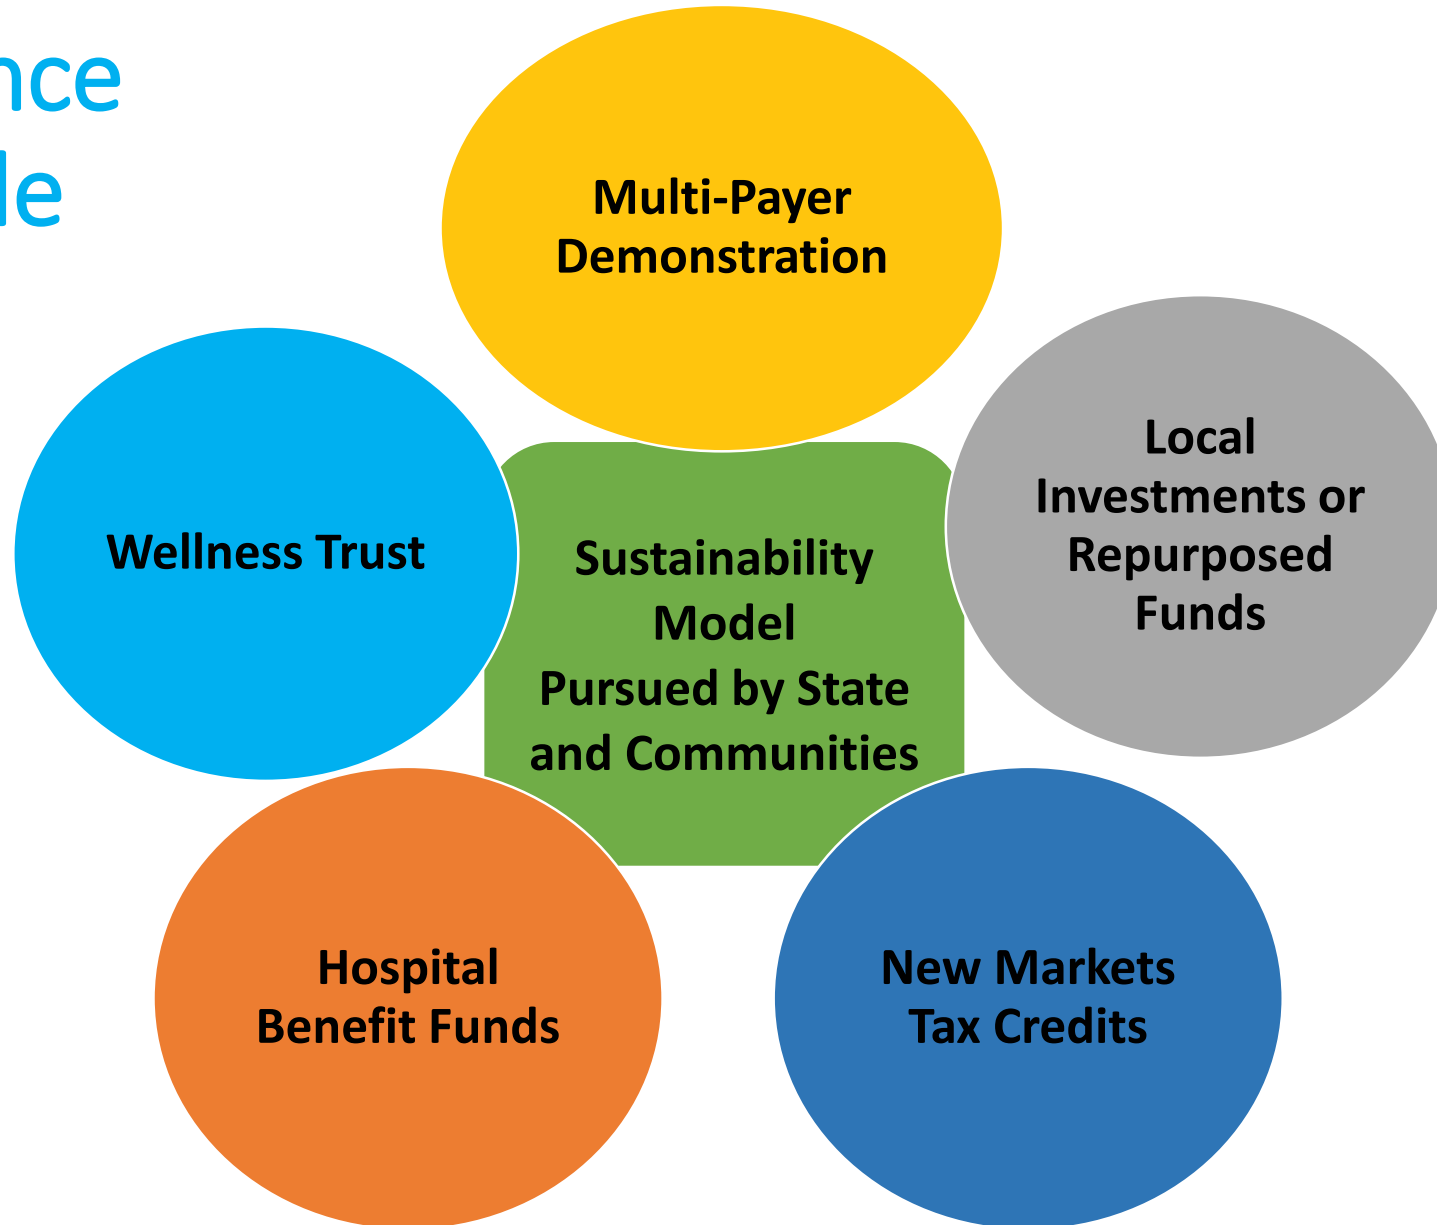 nce
le
Multi-Payer
Demonstration
Local
Investments or
Repurposed
Funds
Wellness Trust
Sustainability
Model
Pursued by State
and Communities
Hospital
Benefit Funds
New Markets
Tax Credits